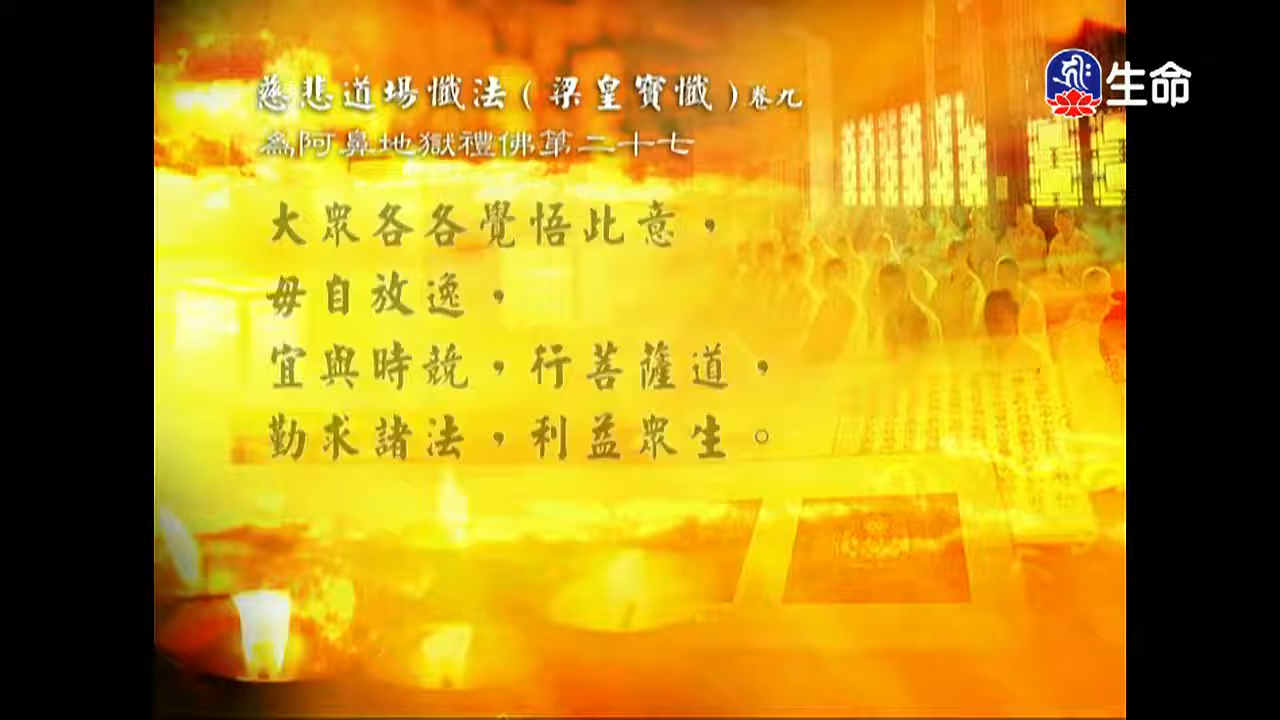 慈悲道場懺法(梁皇寶懺)卷九
為阿鼻地獄禮佛第二十七
生命
大眾各各覺悟此意，
毋自放逸，
宜與時競，行菩薩道，
勤求諸法，利益眾生。